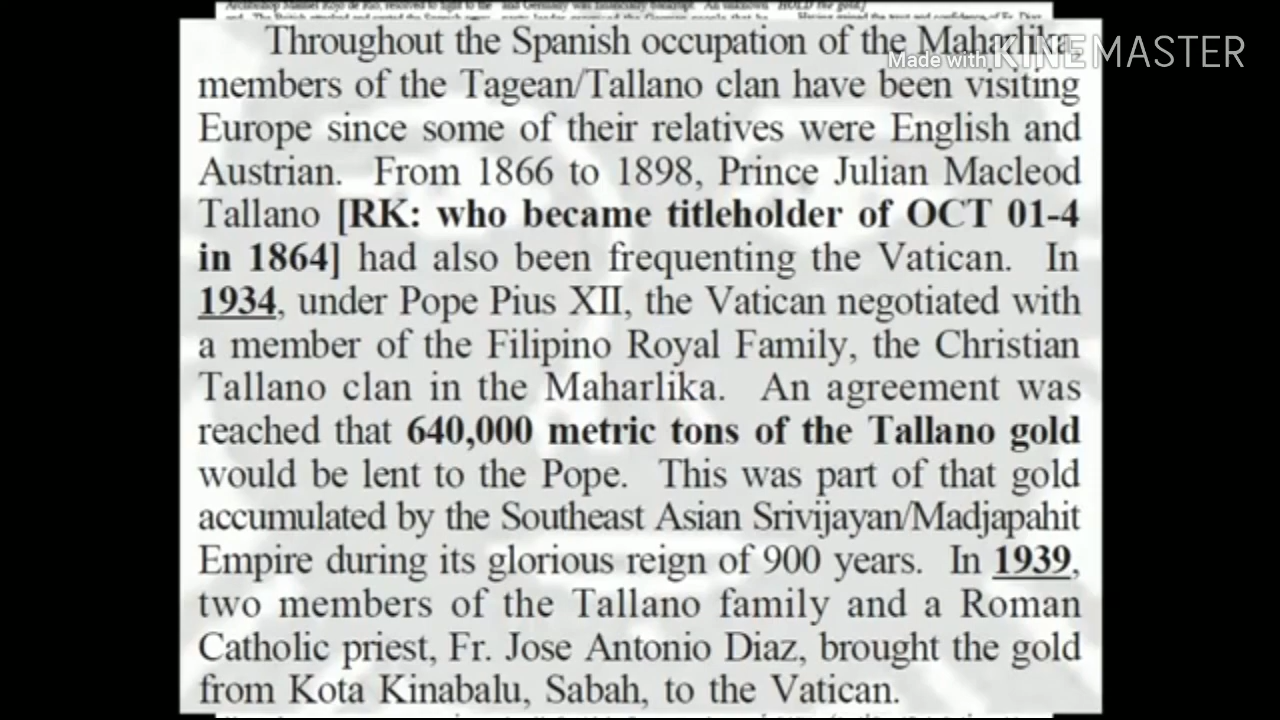 Throughout the Spanish occupation of the Maharlika,
Made with KINEMASTER
members of the Tagean/Tallano clan have been visiting
Europe since some of their relatives were English and
Austrian. From 1866 to 1898, Prince Julian Macleod
Tallano [RK: who became titleholder of OCT 01-4
in 1864] had also been frequenting the Vatican. In
1934, under Pope Pius XII, the Vatican negotiated with
a member of the Filipino Royal Family, the Christian
Tallano clan in the Maharlika. An agreement was
reached that 640,000 metric tons of the Tallano gold
would be lent to the Pope. This was part of that gold
accumulated by the Southeast Asian Srivijayan/Madjapahit
Empire during its glorious reign of 900 years. In 1939,
two members of the Tallano family and a Roman
Catholic priest, Fr. Jose Antonio Diaz, brought the gold
from Kota Kinabalu, Sabah, to the Vatican.